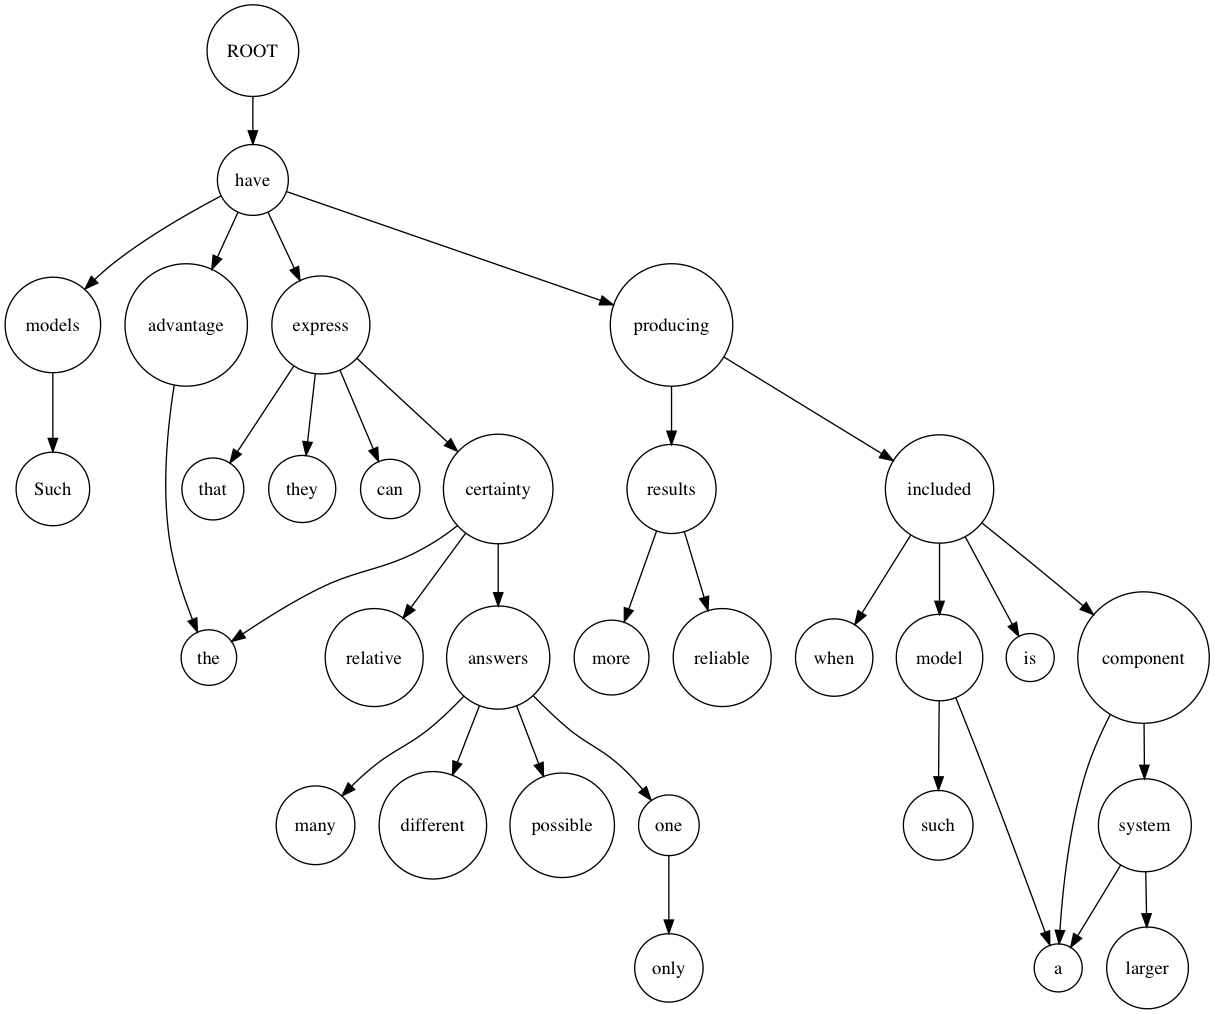 ROOT
have
models
advantage
express
producing
Such
that
they
can
certainty
results
included
the
relative
answers
more
reliable
when
model
is
component
many
different
possible
one
such
system
only
a
larger